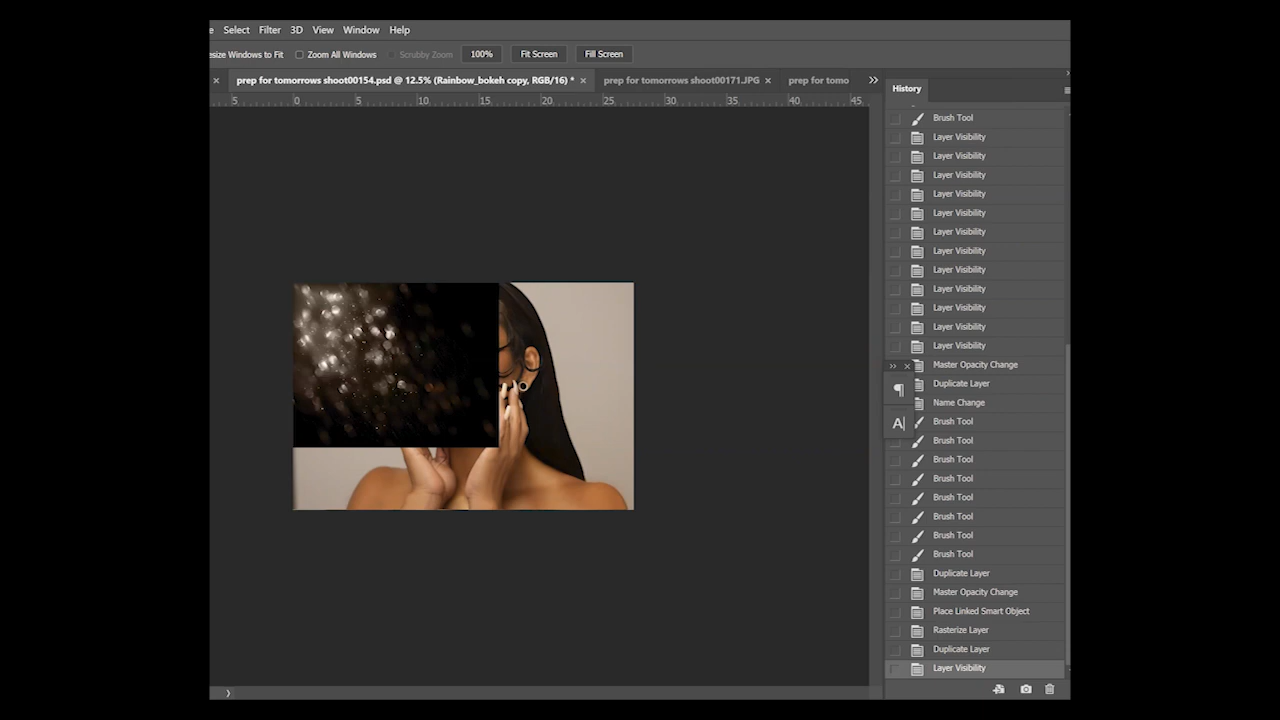 e Select Filter 3D View Window Help
esize Windows to Fit Zoom All Windows Scrubby Zoom 100% Fit Screen Fill Screen
prep for tomorrows shoot00154.psd @ 12.5% (Rainbow_bokeh copy, RGB/16) * × prep for tomorrows shoot00171.JPG × prep for tomo
5 0 5 10 15 20 25 30 35 40 45
History
Brush Tool
Layer Visibility
Layer Visibility
Layer Visibility
Layer Visibility
Layer Visibility
Layer Visibility
Layer Visibility
Layer Visibility
Layer Visibility
Layer Visibility
Layer Visibility
Layer Visibility
Master Opacity Change
Duplicate Layer
Name Change
Brush Tool
Brush Tool
Brush Tool
Brush Tool
Brush Tool
Brush Tool
Brush Tool
Brush Tool
Duplicate Layer
Master Opacity Change
Place Linked Smart Object
Rasterize Layer
Duplicate Layer
Layer Visibility